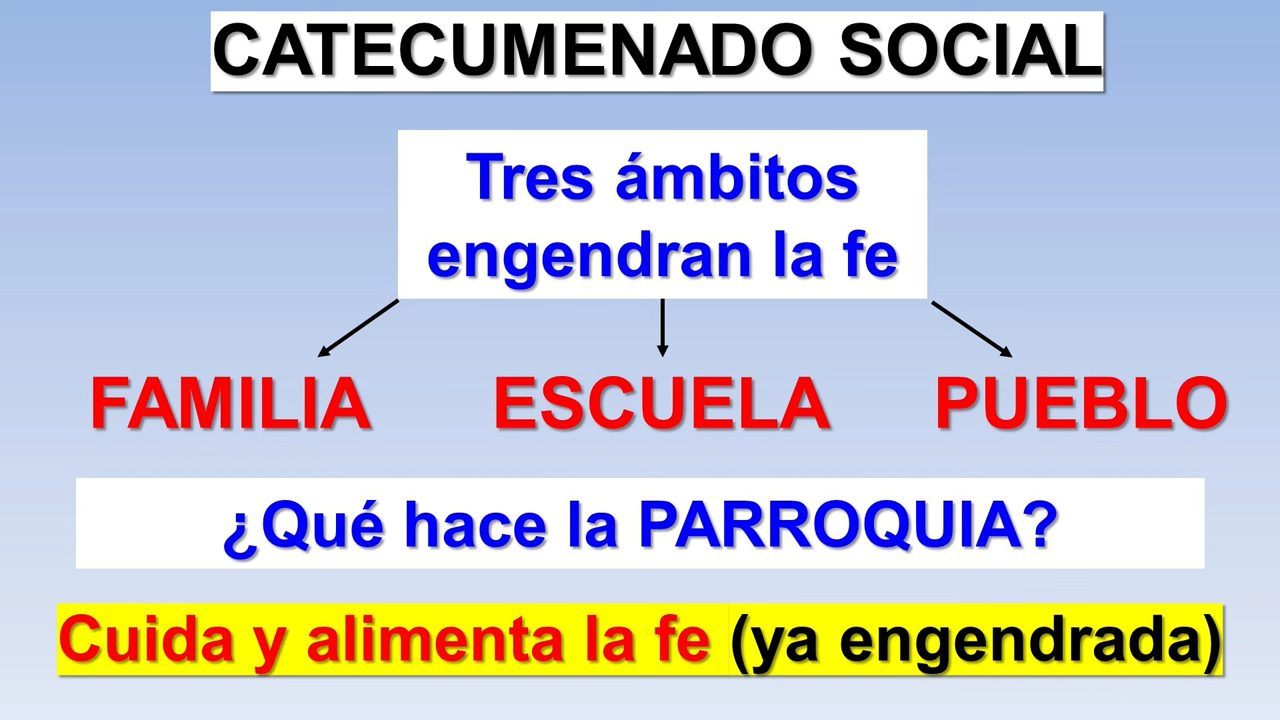 CATECUMENADO SOCIAL
Tres ámbitos
engendran la fe
FAMILIA ESCUELA PUEBLO
¿Qué hace la PARROQUIA?
Cuida y alimenta la fe (ya engendrada)